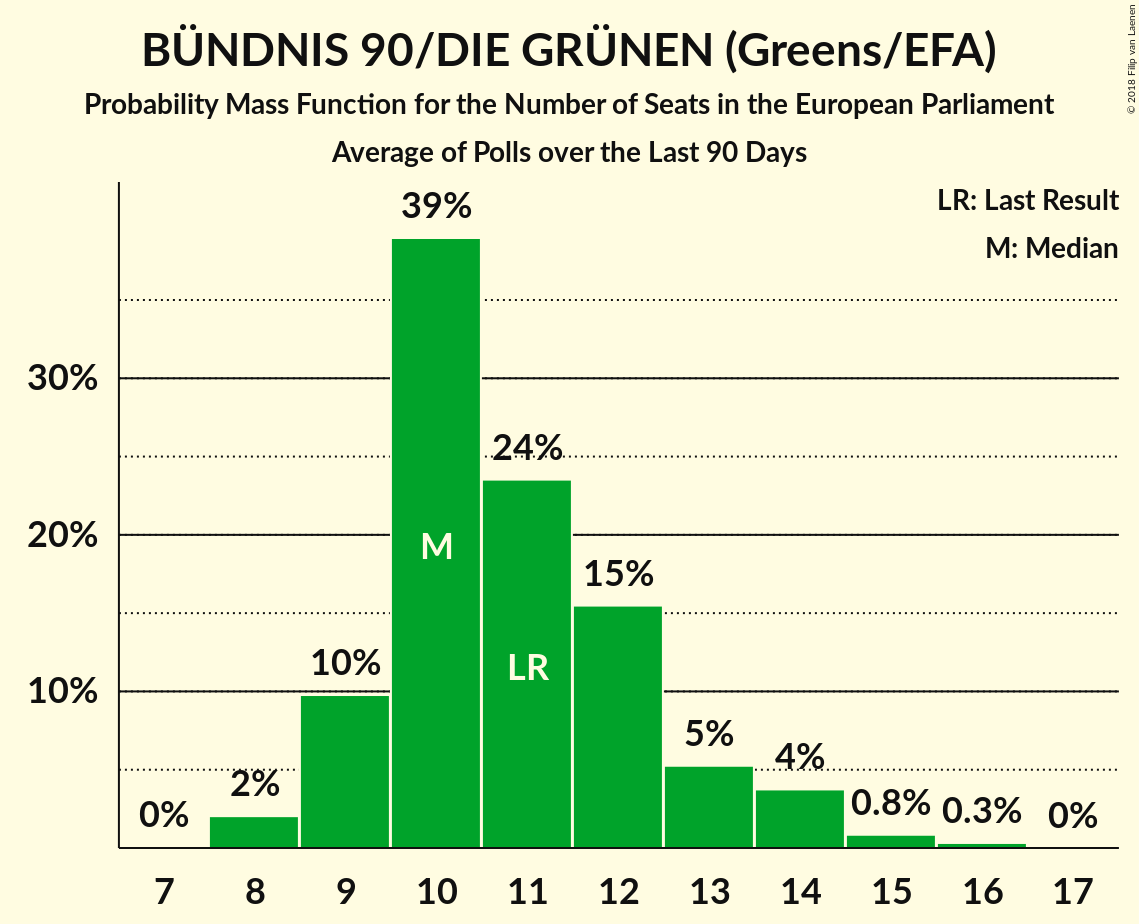 BÜNDNIS 90/DIE GRÜNEN (Greens/EFA)
Probability Mass Function for the Number of Seats in the European Parliament
Average of Polls over the Last 90 Days
© 2018 Filip van Laenen
LR: Last Result
M: Median
30%
20%
10%
0%
2%
10%
39%
24%
15%
5%
4%
0.8%
0.3%
0%
M
LR
7 8 9 10 11 12 13 14 15 16 17